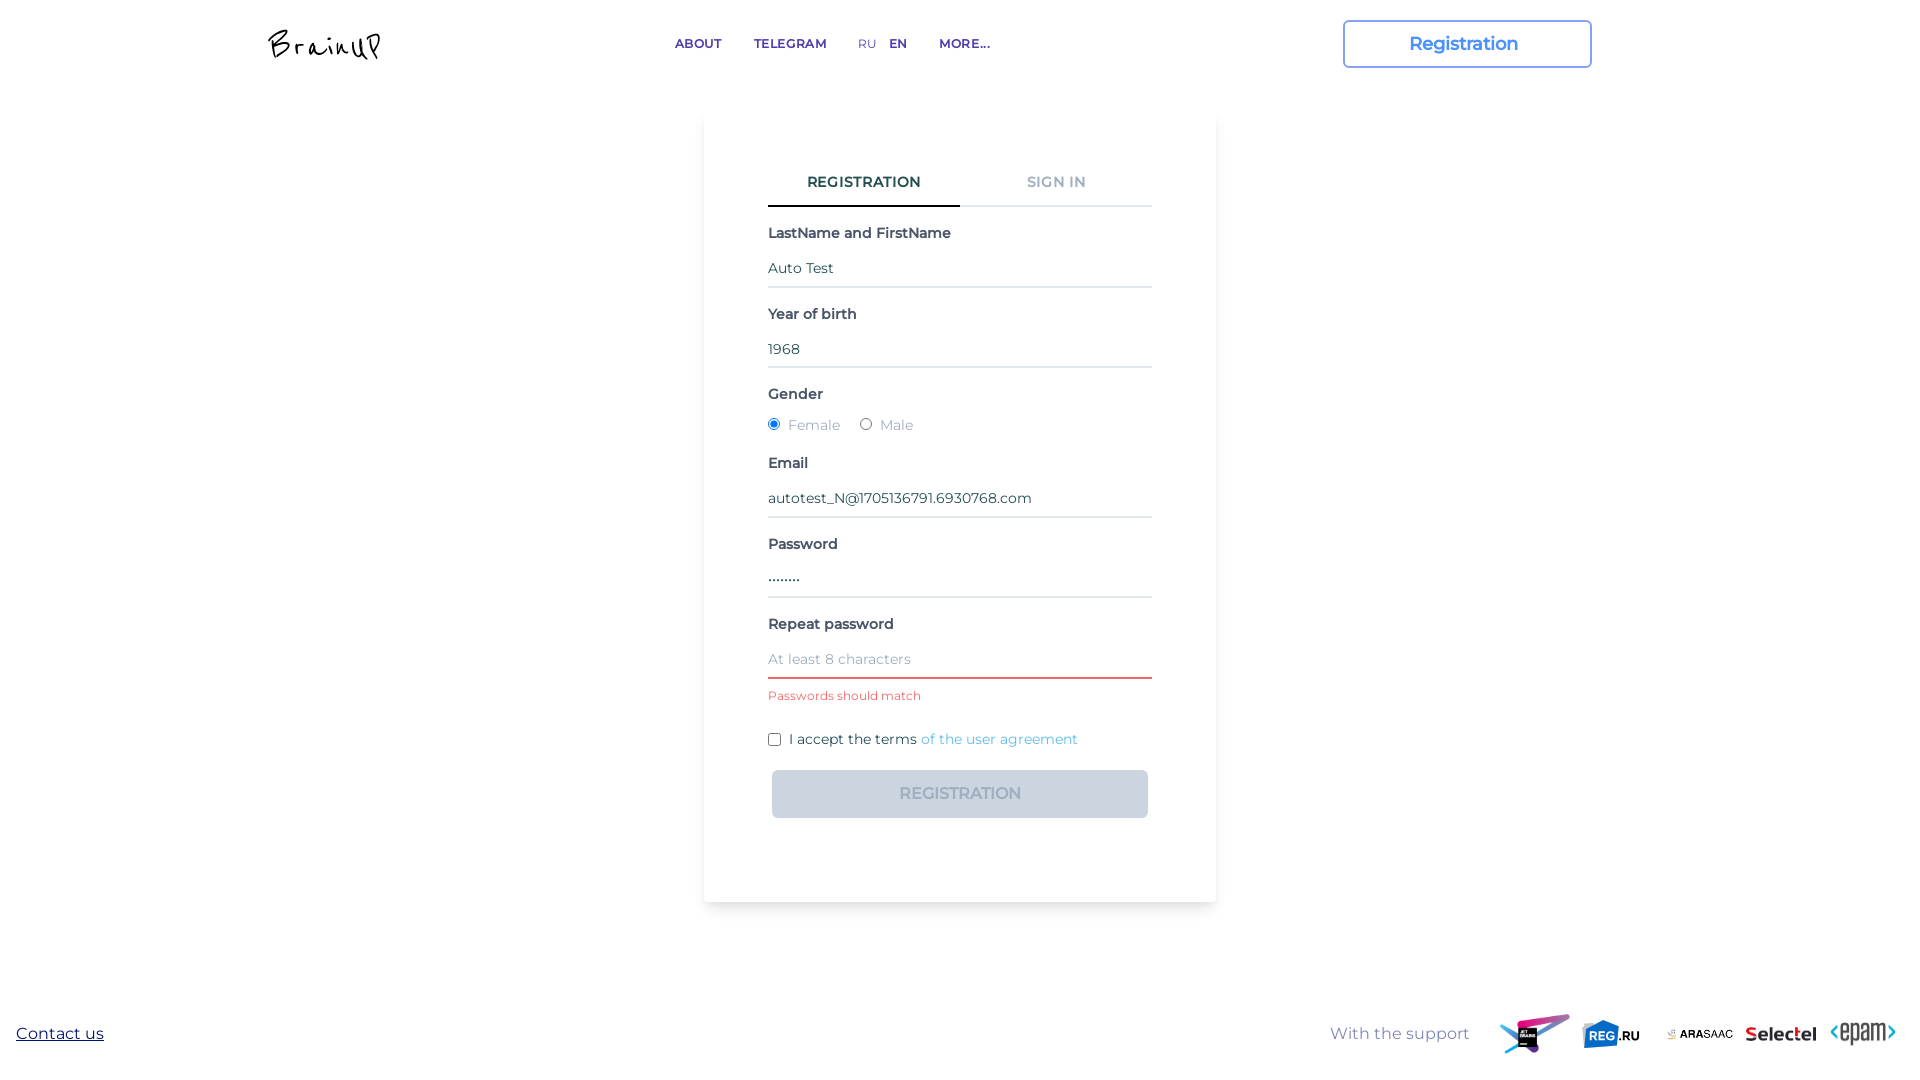 BrainUP
ABOUT TELEGRAM RU EN MORE...
Registration
REGISTRATION SIGN IN
LastName and FirstName
Auto Test
Year of birth
1968
Gender
Female Male
Email
autotest_N@1705136791.6930768.com
Password
........
Repeat password
At least 8 characters
Passwords should match
I accept the terms of the user agreement
REGISTRATION
Contact us
With the support
JET
BRAINS
REG.RU
ARASAAC
Selectel
<epam>